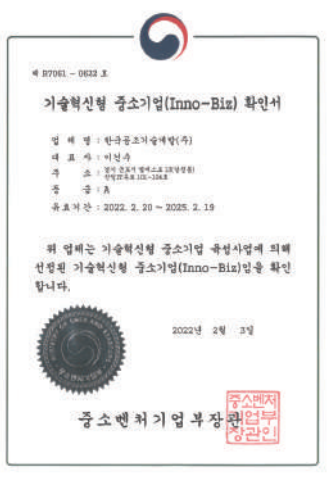 제 R7061 - 0622 호
기술혁신형 중소기업(Inno-Biz) 확인서
업 체 명 : 한국공조기술개발(주)
대 표 자 :
주 소 : 경기 군포시
등 급 : A
유효기간 : 2022. 2. 20 ~ 2025. 2. 19
위 업체는 기술혁신형 중소기업 육성사업에 의해
선정된 기술혁신형 중소기업(Inno-Biz)임을 확인
합니다.
2022년 2월 3일
중소벤처기업부장관
중소벤처
기업부
장관인